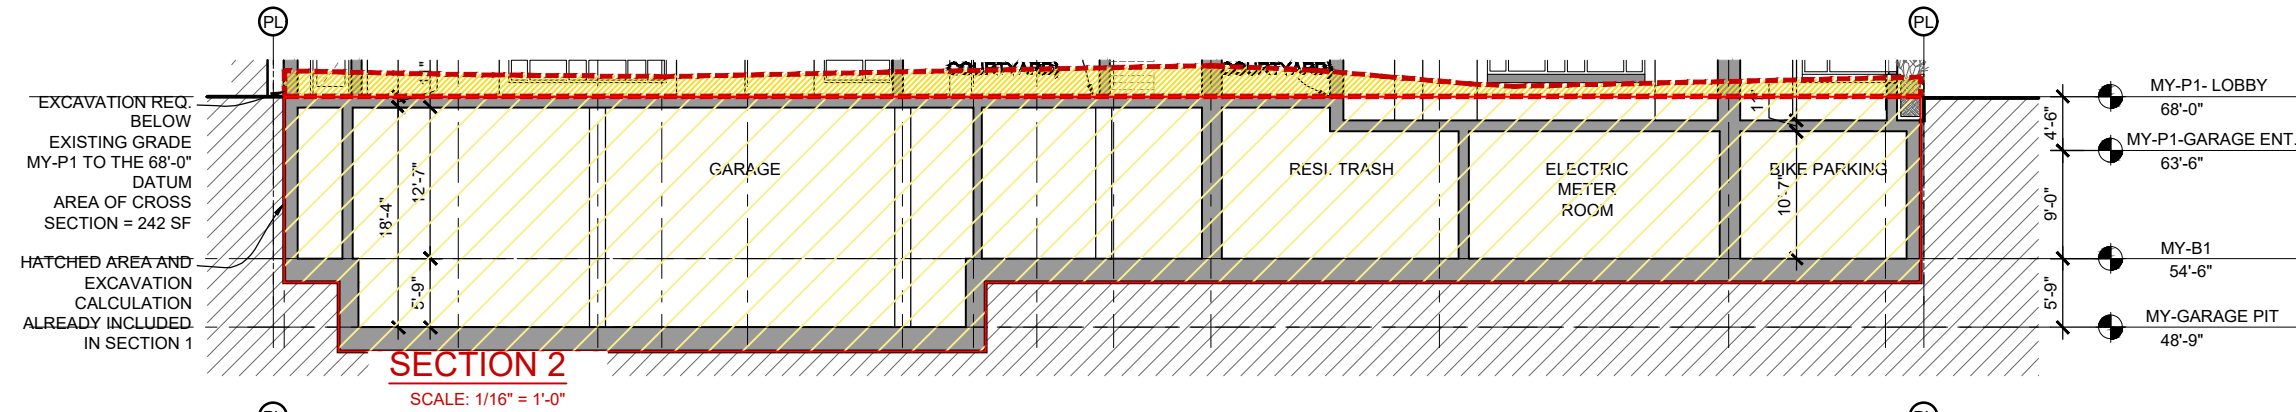 PL
PL
EXCAVATION REQ.
BELOW
EXISTING GRADE
MY-P1 TO THE 68'-0"
DATUM
AREA OF CROSS
SECTION = 242 SF
HATCHED AREA AND
EXCAVATION
CALCULATION
ALREADY INCLUDED
IN SECTION 1
18'-4"
12'-7"
5'-9"
GARAGE
RESI. TRASH
ELECTRIC
METER
ROOM
10'-7"
BIKE PARKING
4'-6"
9'-0"
5'-9"
MY-P1- LOBBY
68'-0"
MY-P1-GARAGE ENT.
63'-6"
MY-B1
54'-6"
MY-GARAGE PIT
48'-9"
SECTION 2
SCALE: 1/16" = 1'-0"